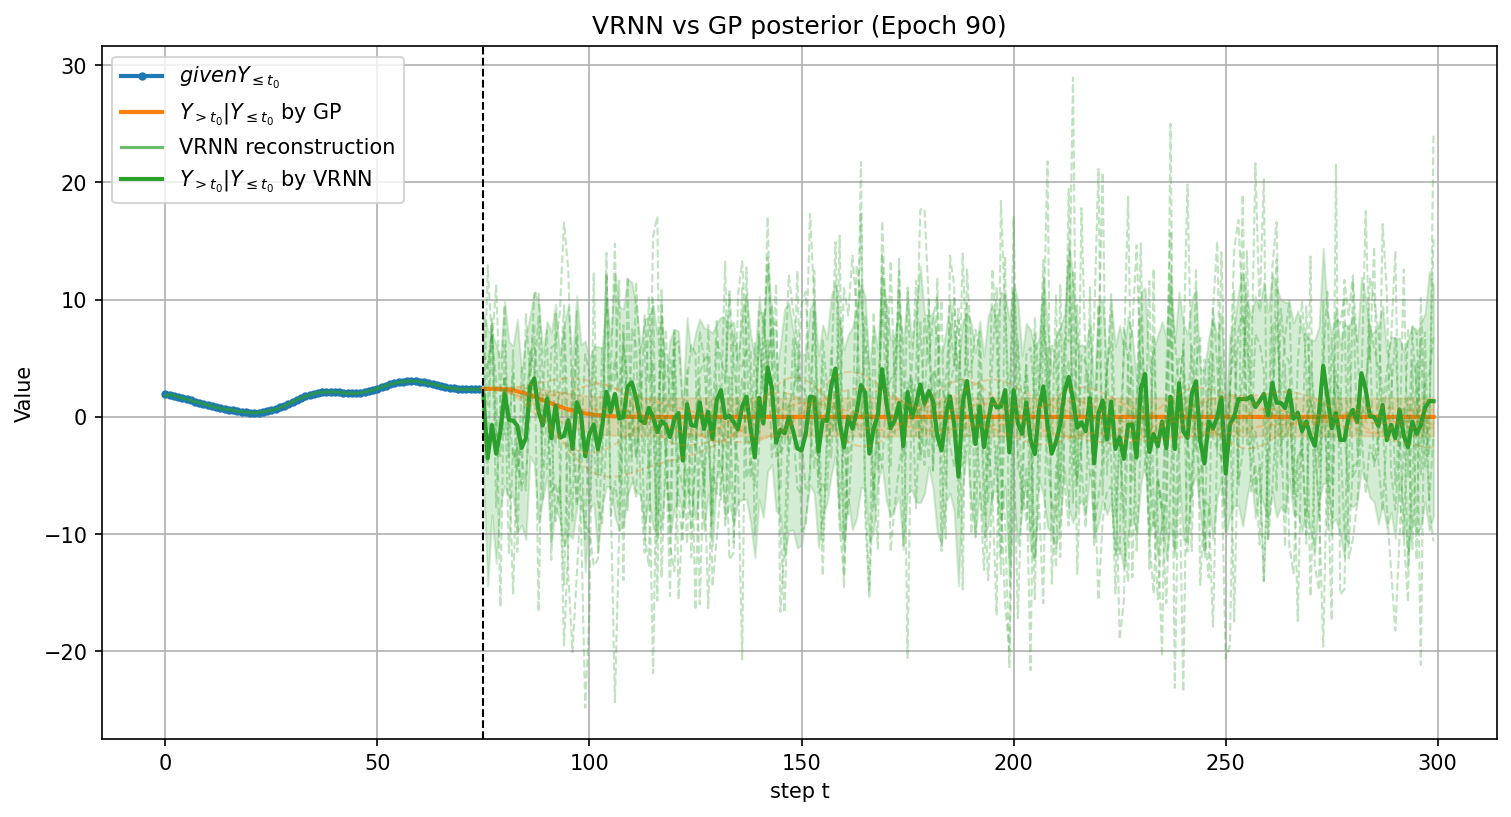 VRNN vs GP posterior (Epoch 90)
givenY≤t₀
Y>t₀|Y≤t₀ by GP
VRNN reconstruction
Y>t₀|Y≤t₀ by VRNN
Value
30
20
10
0
−10
−20
0 50 100 150 200 250 300
step t